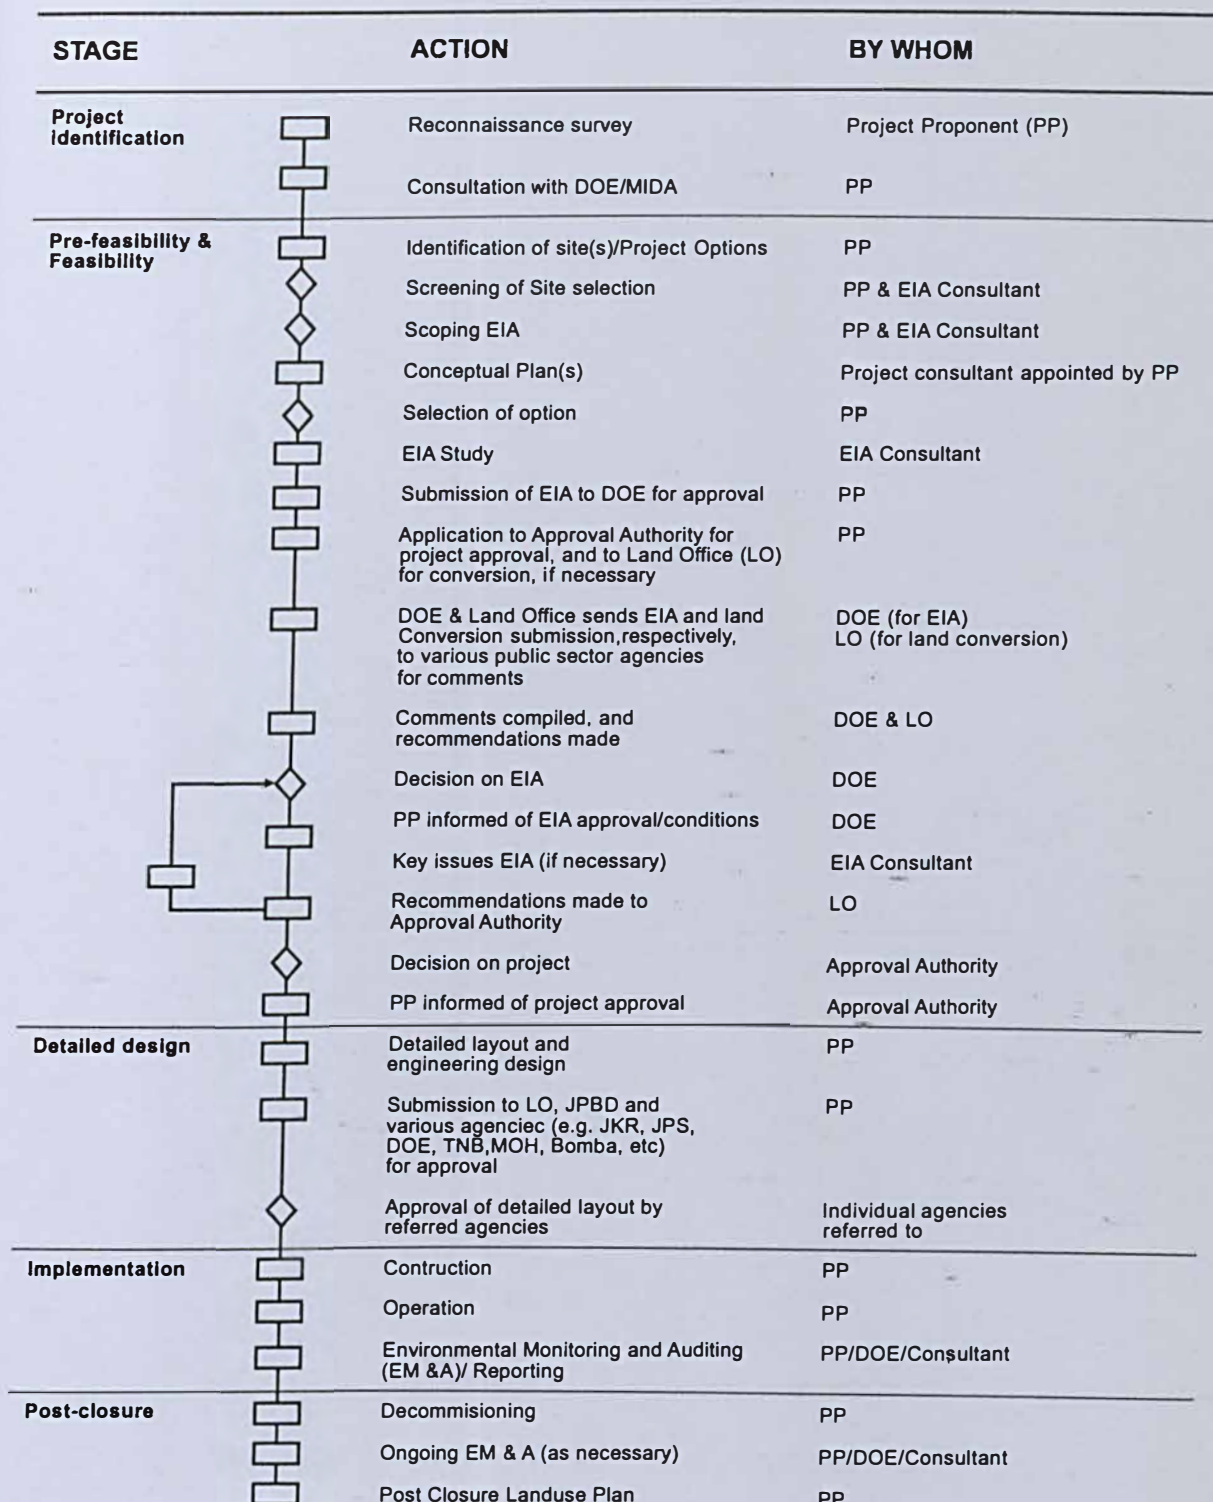 STAGE ACTION BY WHOM
Project Reconnaissance survey Project Proponent (PP)
identification
Consultation with DOE/MIDA PP
Pre-feasibility & Identification of site(s)/Project Options PP
Feasibility
Screening of Site selection PP & EIA Consultant
Scoping EIA PP & EIA Consultant
Conceptual Plan(s) Project consultant appointed by PP
Selection of option PP
EIA Study EIA Consultant
Submission of EIA to DOE for approval PP
Application to Approval Authority for PP
project approval, and to Land Office (LO)
for conversion, if necessary
DOE & Land Office sends EIA and land DOE (for EIA)
Conversion submission,respectively, LO (for land conversion)
to various public sector agencies
for comments
Comments compiled, and DOE & LO
recommendations made
Decision on EIA DOE
PP informed of EIA approval/conditions DOE
Key issues EIA (if necessary) EIA Consultant
Recommendations made to LO
Approval Authority
Decision on project Approval Authority
PP informed of project approval Approval Authority
Detailed design Detailed layout and PP
engineering design
Submission to LO, JPBD and PP
various agenciec (e.g. JKR, JPS,
DOE, TNB,MOH, Bomba, etc)
for approval
Approval of detailed layout by Individual agencies
referred agencies referred to
Implementation Contruction PP
Operation PP
Environmental Monitoring and Auditing PP/DOE/Consultant
(EM &A)/ Reporting
Post-closure Decommisioning PP
Ongoing EM & A (as necessary) PP/DOE/Consultant
Post Closure Landuse Plan PP